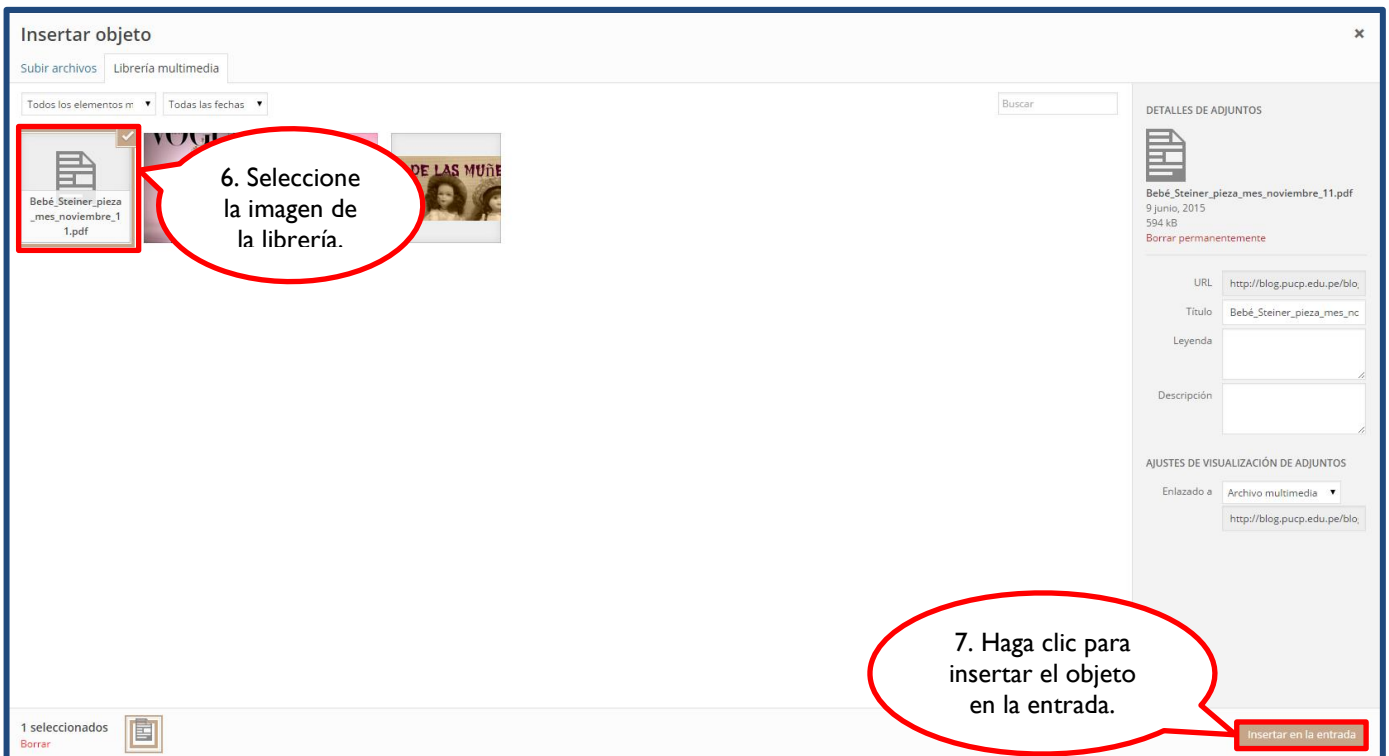 Insertar objeto
×
Subir archivos
Librería multimedia
Todos los elementos m
Todas las fechas
Buscar
Bebé_Steiner_pieza
_mes_noviembre_1
1.pdf
6. Seleccione
la imagen de
la librería.
DE LAS MUÑE
DETALLES DE ADJUNTOS
Bebé_Steiner_pieza_mes_noviembre_11.pdf
9 junio, 2015
594 kB
Borrar permanentemente
URL
http://blog.pucp.edu.pe/blo
Título
Bebé_Steiner_pieza_mes_nc
Leyenda
Descripción
AJUSTES DE VISUALIZACIÓN DE ADJUNTOS
Enlazado a
Archivo multimedia
http://blog.pucp.edu.pe/blo
7. Haga clic para
insertar el objeto
en la entrada.
1 seleccionados
Borrar
Insertar en la entrada